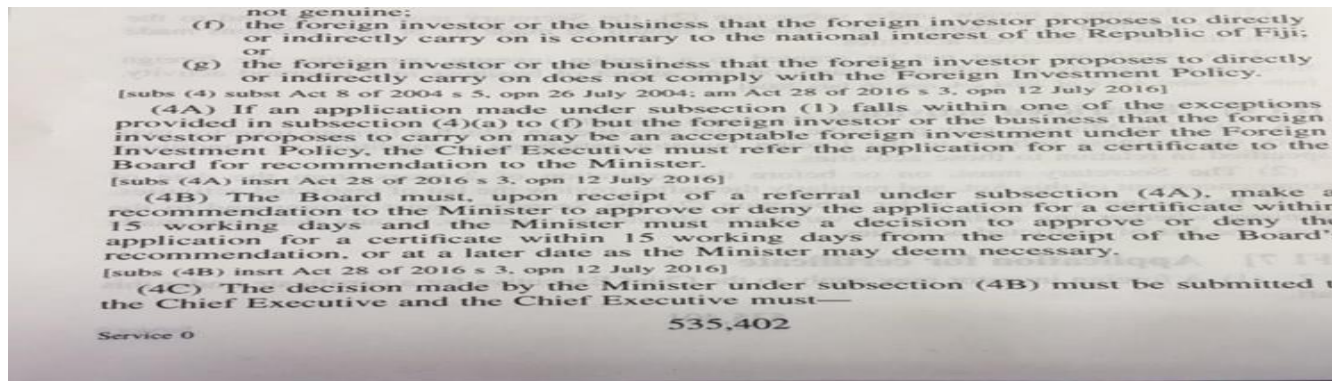 not genuine;
(f) the foreign investor or the business that the foreign investor proposes to directly
or indirectly carry on is contrary to the national interest of the Republic of Fiji;
or
(g) the foreign investor or the business that the foreign investor proposes to directly
or indirectly carry on does not comply with the Foreign Investment Policy.
[subs (4) subst Act 8 of 2004 s 5, opn 26 July 2004; am Act 28 of 2016 s 3, opn 12 July 2016]
(4A) If an application made under subsection (1) falls within one of the exceptions
provided in subsection (4)(a) to (f) but the foreign investor or the business that the foreign
investor proposes to carry on may be an acceptable foreign investment under the Foreign
Investment Policy, the Chief Executive must refer the application for a certificate to the
Board for recommendation to the Minister.
[subs (4A) insrt Act 28 of 2016 s 3, opn 12 July 2016]
(4B) The Board must, upon receipt of a referral under subsection (4A), make a
recommendation to the Minister to approve or deny the application for a certificate within
15 working days and the Minister must make a decision to approve or deny the
application for a certificate within 15 working days from the receipt of the Board's
recommendation, or at a later date as the Minister may deem necessary.
[subs (4B) insrt Act 28 of 2016 s 3, opn 12 July 2016]
(4C) The decision made by the Minister under subsection (4B) must be submitted t
the Chief Executive and the Chief Executive must—
535,402
Service 0